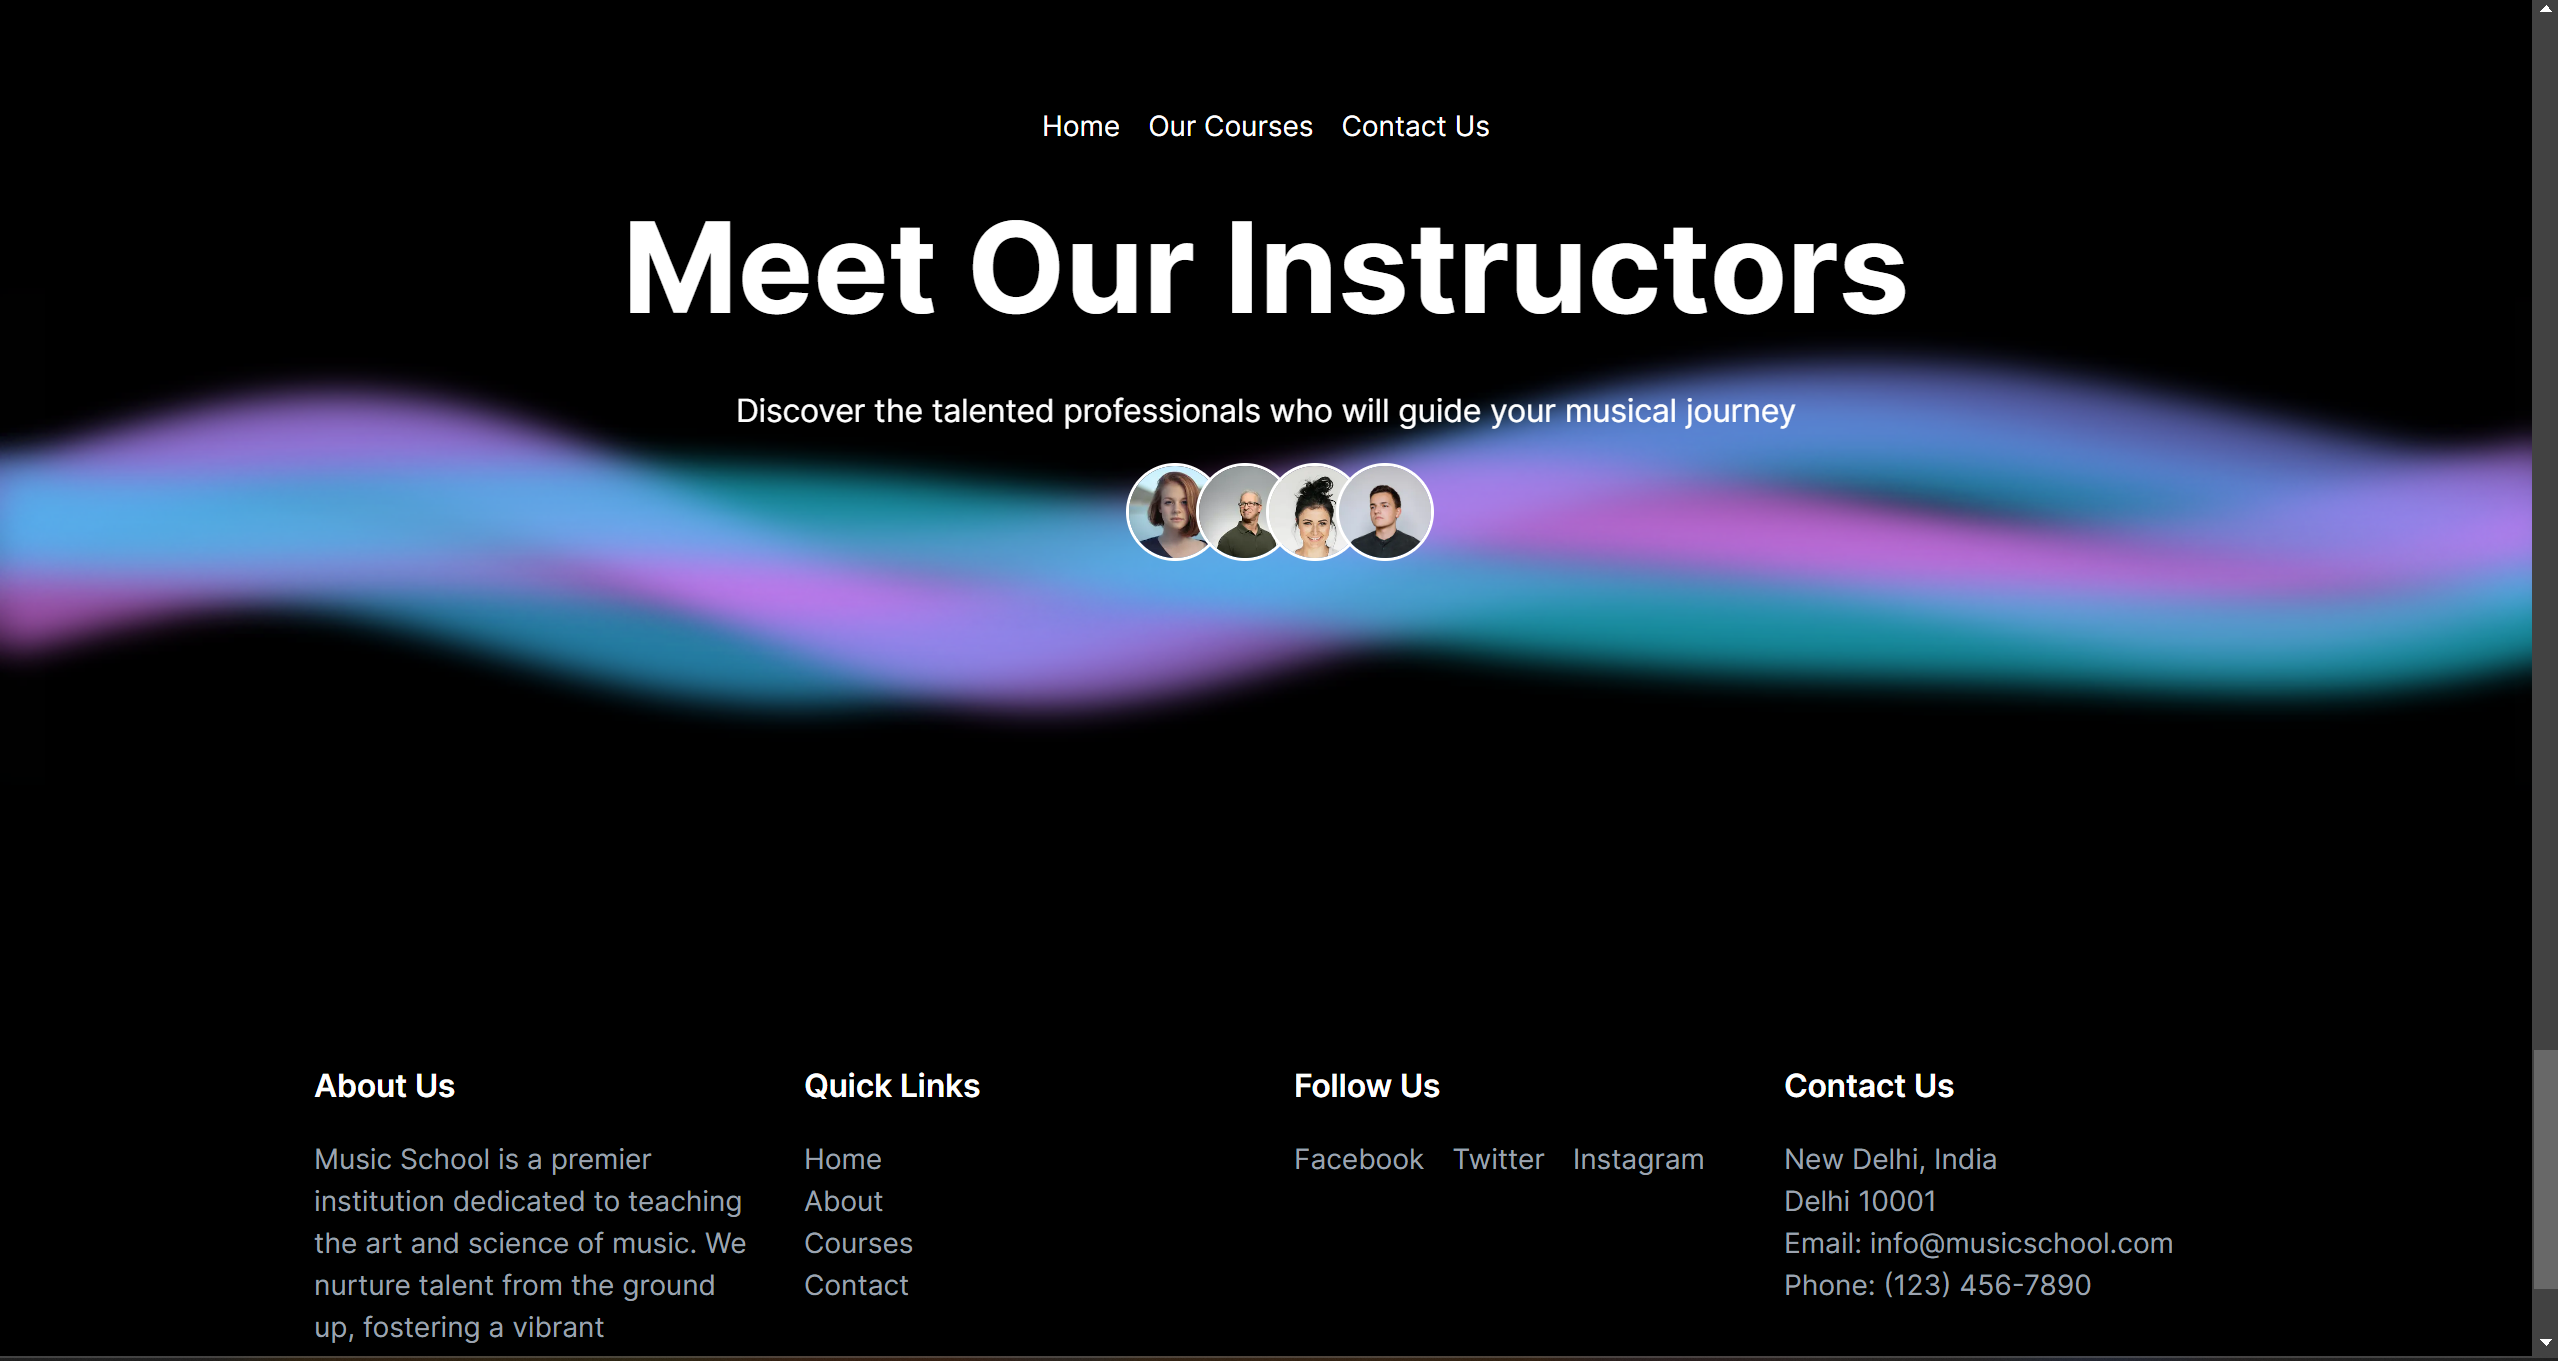 Home Our Courses Contact Us
Meet Our Instructors
Discover the talented professionals who will guide your musical journey
About Us
Music School is a premier
institution dedicated to teaching
the art and science of music. We
nurture talent from the ground
up, fostering a vibrant
Quick Links
Home
About
Courses
Contact
Follow Us
Facebook Twitter Instagram
Contact Us
New Delhi, India
Delhi 10001
Email: info@musicschool.com
Phone: (123) 456-7890